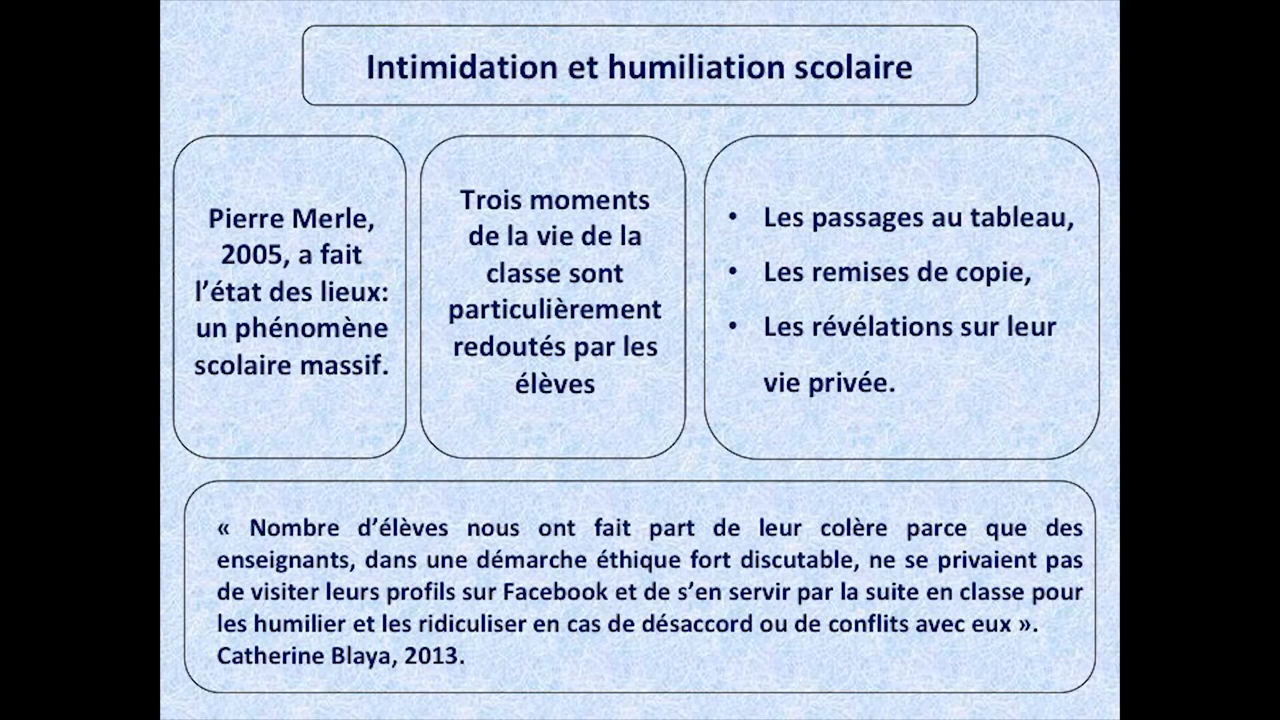 Intimidation et humiliation scolaire
Pierre Merle,
2005, a fait
l’état des lieux:
un phénomène
scolaire massif.
Trois moments
de la vie de la
classe sont
particulièrement
redoutés par les
élèves
• Les passages au tableau,
• Les remises de copie,
• Les révélations sur leur
vie privée.
« Nombre d’élèves nous ont fait part de leur colère parce que des
enseignants, dans une démarche éthique fort discutable, ne se privaient pas
de visiter leurs profils sur Facebook et de s’en servir par la suite en classe pour
les humilier et les ridiculiser en cas de désaccord ou de conflits avec eux ».
Catherine Blaya, 2013.